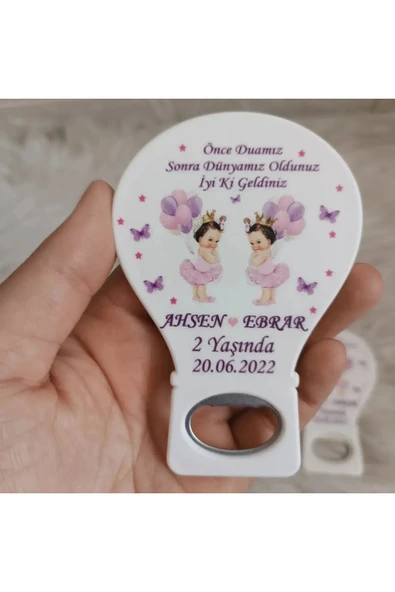 Önce Duamız
Sonra Dünyamız Oldunuz
İyi Ki Geldiniz
AHSEN EBRAR
2 Yaşında
20.06.2022